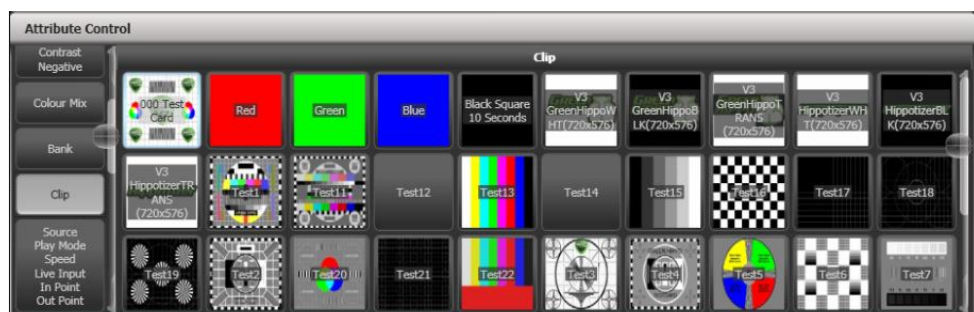 Attribute Control
Contrast
Negative
Colour Mix
Bank
Clip
Source
Play Mode
Speed
Live Input
In Point
Out Point
Clip
000 Test
Card
Red
Green
Blue
Black Square
10 Seconds
V3
GreenHippoW
HT(720x576)
V3
GreenHippoB
LK(720x576)
V3
GreenHippoT
RANS
(720x576)
V3
HippotizerWH
T(720x576)
V3
HippotizerBL
K(720x576)
V3
HippotizerTR
ANS
(720x576)
Test1
Test11
Test12
Test13
Test14
Test15
Test16
Test17
Test18
Test19
Test2
Test20
Test21
Test22
Test3
Test4
Test5
Test6
Test7